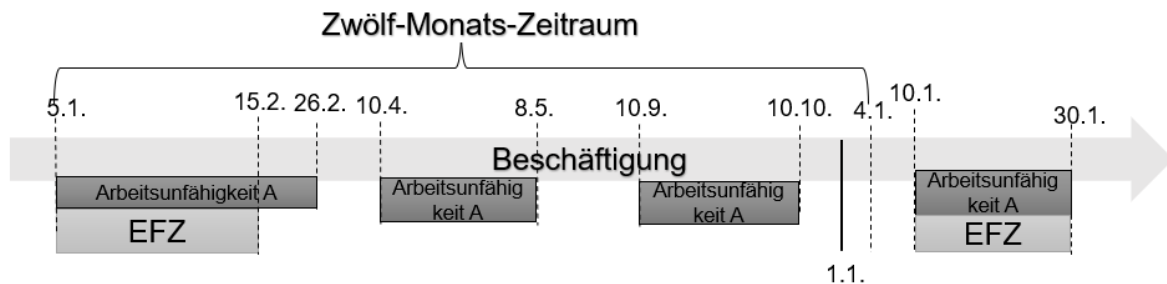 Zwölf-Monats-Zeitraum
5.1.
15.2.
26.2.
10.4.
8.5.
10.9.
10.10.
4.1.
10.1.
30.1.
Beschäftigung
Arbeitsunfähigkeit A
EFZ
Arbeitsunfähig
keit A
Arbeitsunfähig
keit A
Arbeitsunfähig
keit A
EFZ
1.1.